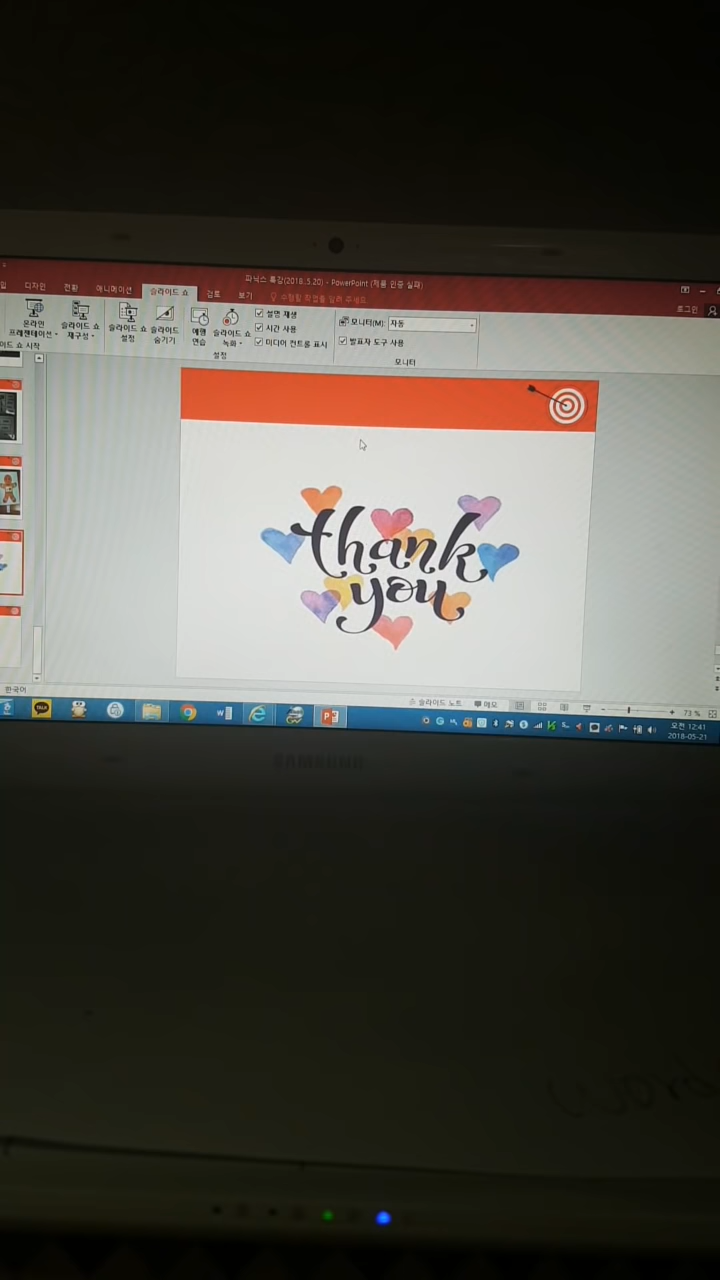 파닉스 특강(2018.5.20) - PowerPoint (제품 인증 실패)
디자인 전환 애니메이션 슬라이드 쇼 검토 보기 수행할 작업을 알려 주세요. 로그인
온라인 프레젠테이션
슬라이드 쇼 재구성
슬라이드 쇼 설정
슬라이드 숨기기
예행 연습
슬라이드 쇼 녹화
설명 재생
시간 사용
미디어 컨트롤 표시
설정
모니터(M): 자동
발표자 도구 사용
모니터
thank
you
한국어
슬라이드 노트 메모 73 %
TALK
오전 12:41
2018-05-21
SAMSUNG